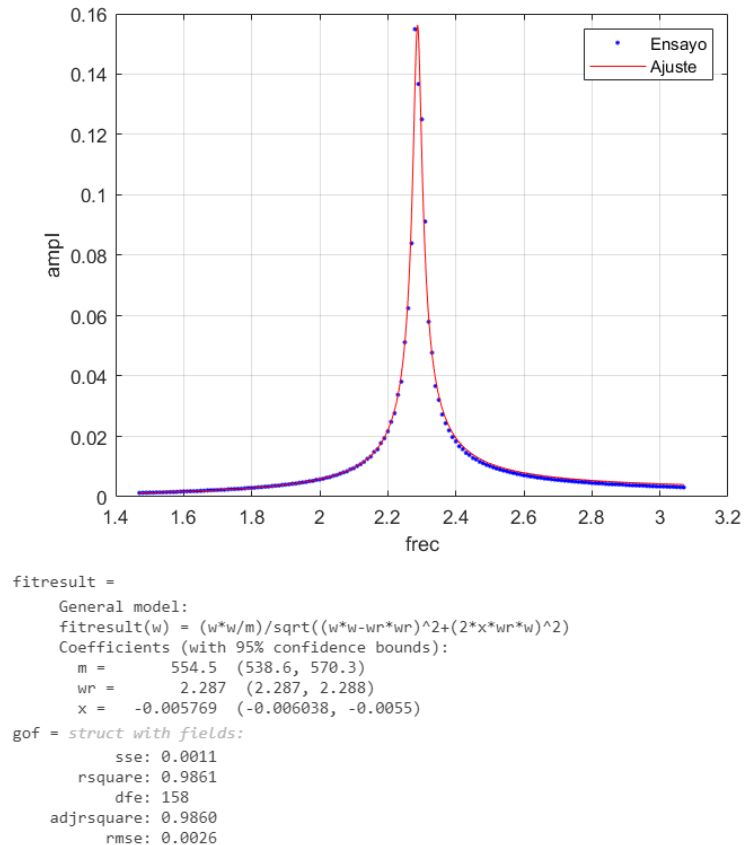 0.16
0.14
0.12
0.1
0.08
0.06
0.04
0.02
0
ampl
1.4 1.6 1.8 2 2.2 2.4 2.6 2.8 3 3.2
frec
Ensayo
Ajuste
fitresult =
General model:
fitresult(w) = (w*w/m)/sqrt((w*w-wr*wr)^2+(2*x*wr*w)^2)
Coefficients (with 95% confidence bounds):
m = 554.5 (538.6, 570.3)
wr = 2.287 (2.287, 2.288)
x = -0.005769 (-0.006038, -0.0055)
gof = struct with fields:
sse: 0.0011
rsquare: 0.9861
dfe: 158
adjrsquare: 0.9860
rmse: 0.0026